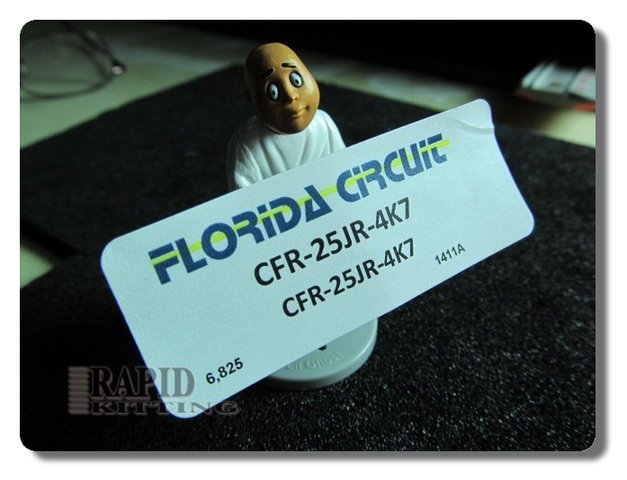 FLORIDA CIRCUIT
CFR-25JR-4K7
CFR-25JR-4K7
1411A
6,825
RAPID
KITTING